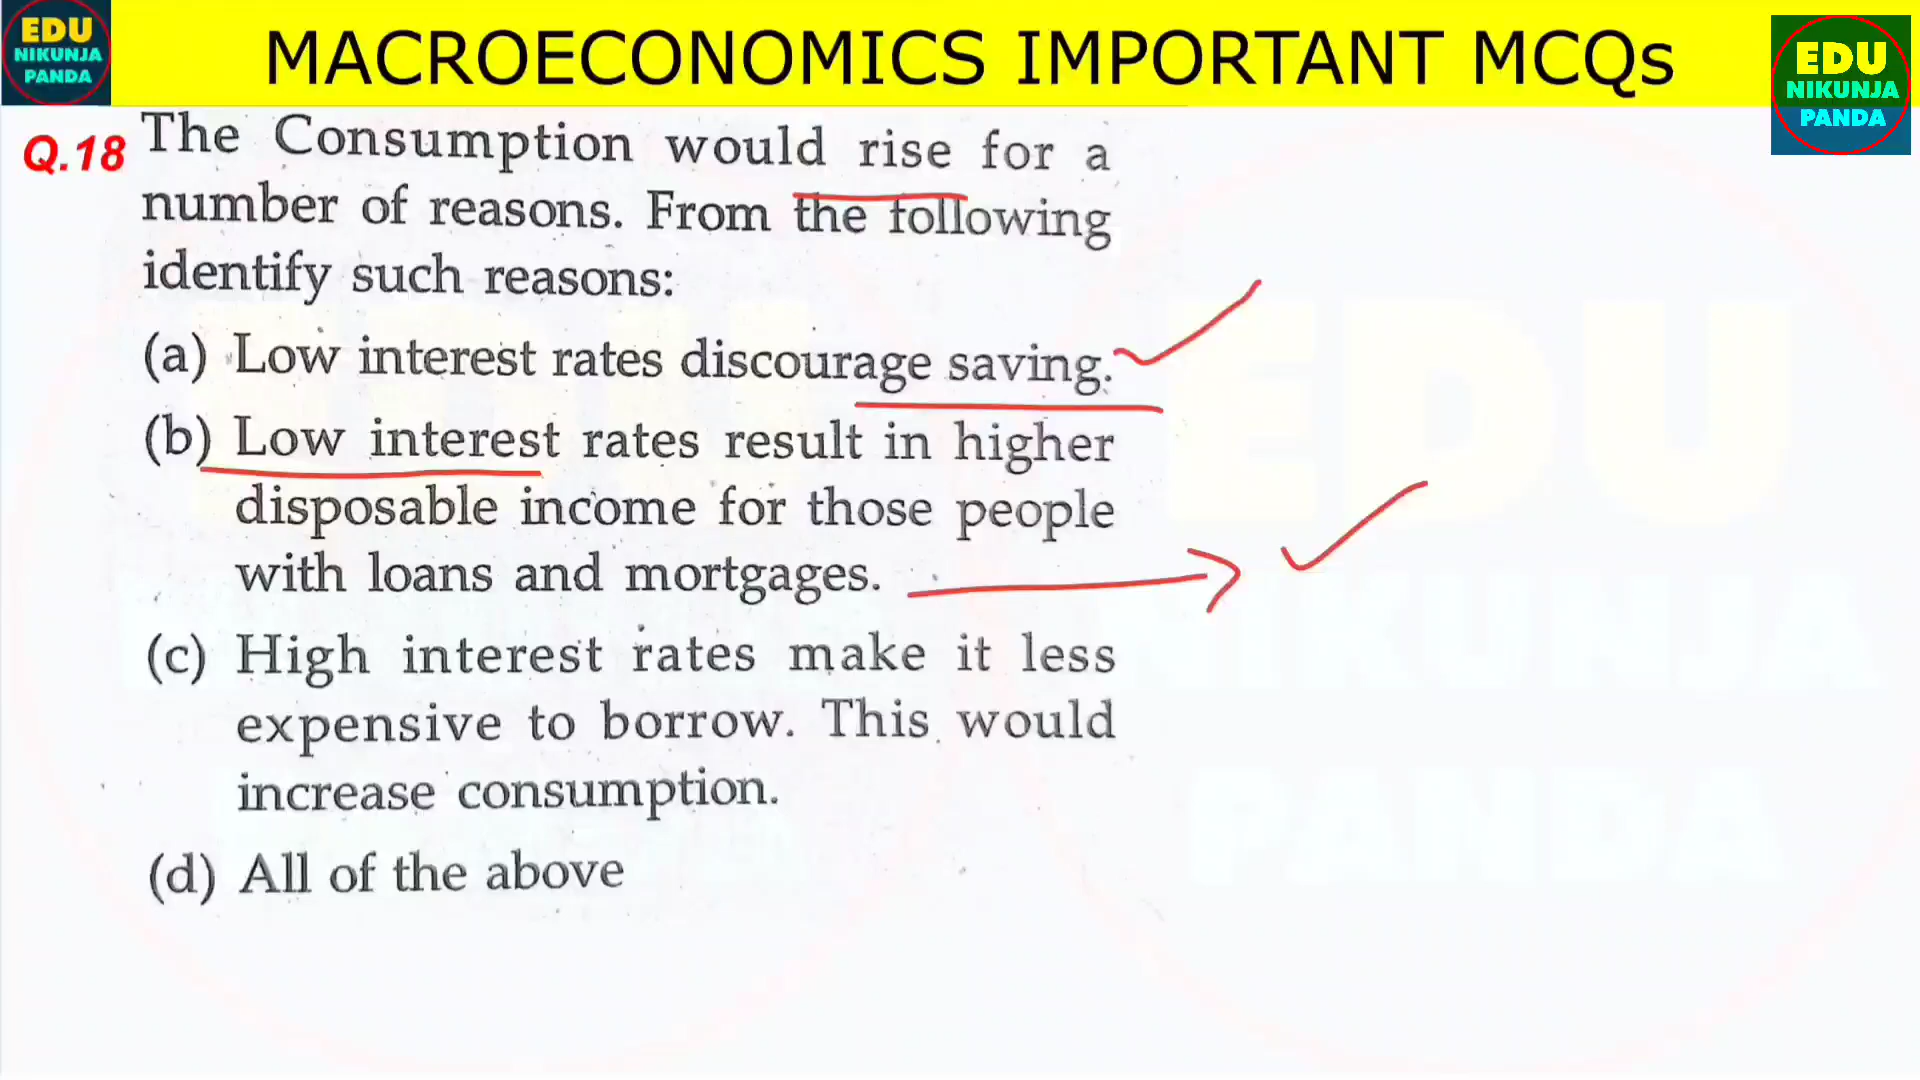 EDU
NIKUNJA
PANDA
MACROECONOMICS IMPORTANT MCQs
EDU
NIKUNJA
PANDA
Q.18 The Consumption would rise for a
number of reasons. From the following
identify such reasons:
(a) Low interest rates discourage saving.
(b) Low interest rates result in higher
disposable income for those people
with loans and mortgages.
(c) High interest rates make it less
expensive to borrow. This would
increase consumption.
(d) All of the above
EDU
NIKUNJA
PANDA